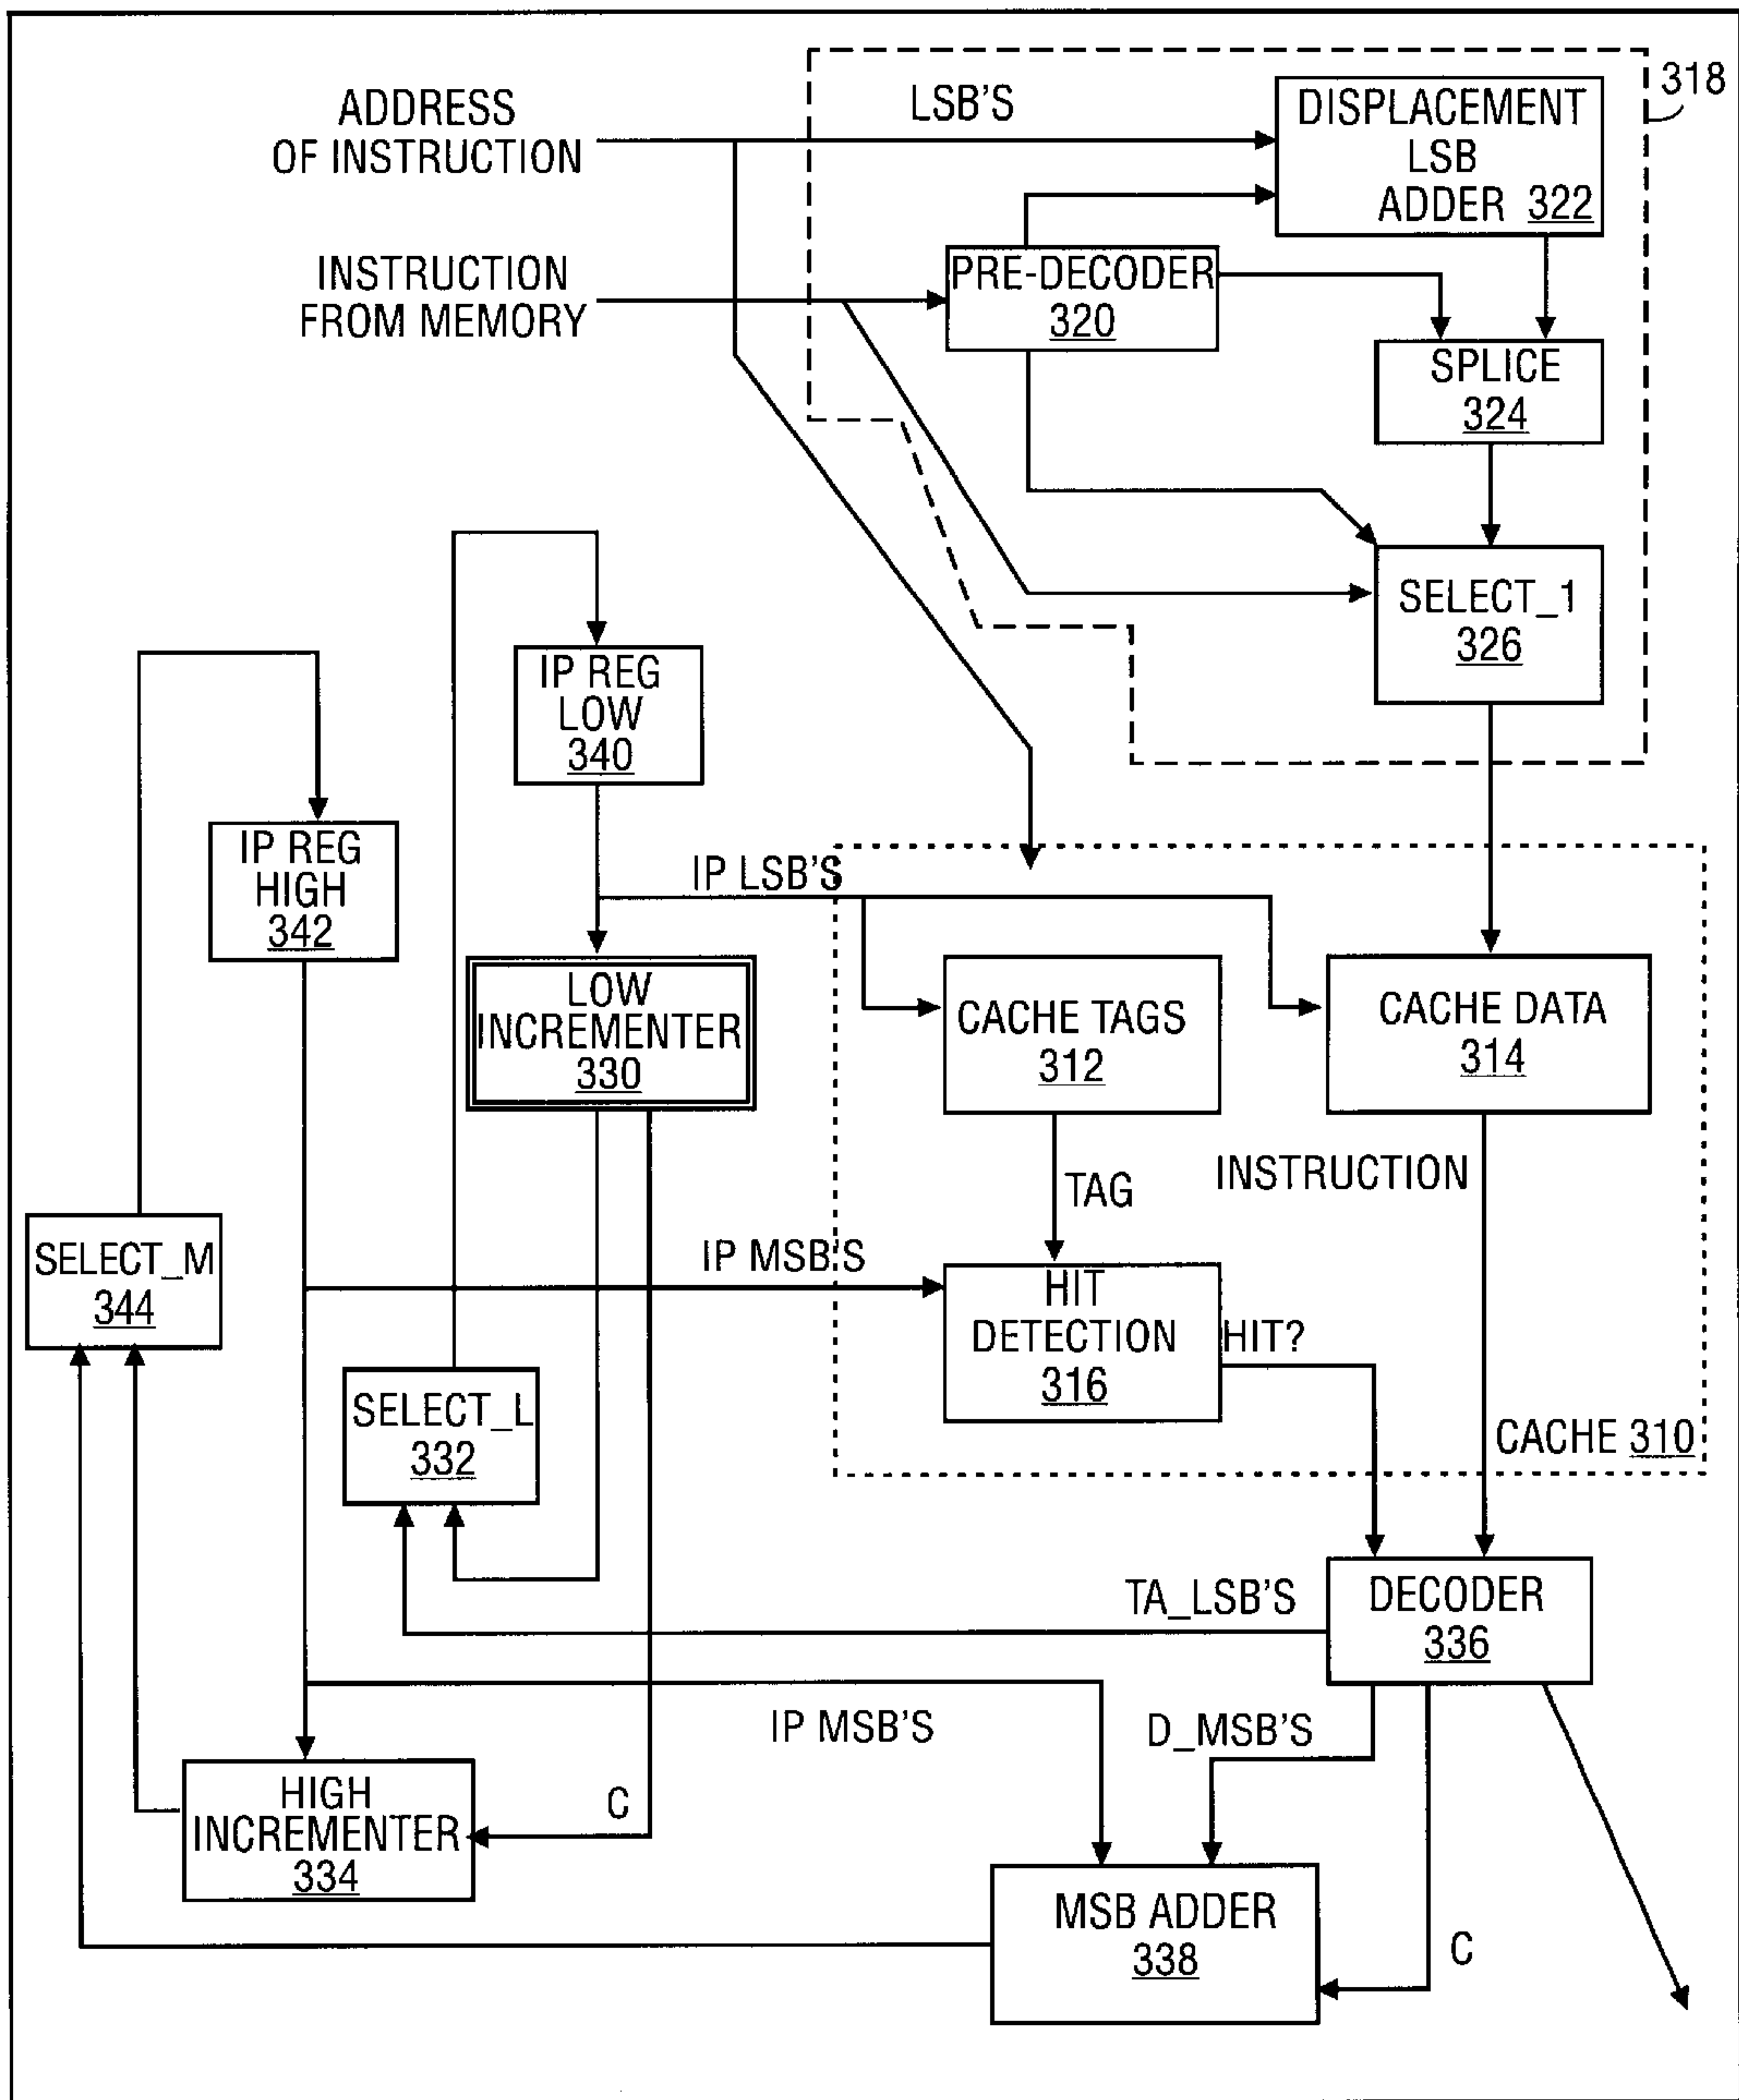 318
ADDRESS
OF INSTRUCTION
LSB'S
DISPLACEMENT
LSB
ADDER 322
INSTRUCTION
FROM MEMORY
PRE-DECODER
320
SPLICE
324
SELECT_1
326
IP REG
LOW
340
IP REG
HIGH
342
IP LSB'S
LOW
INCREMENTER
330
CACHE TAGS
312
CACHE DATA
314
TAG
INSTRUCTION
SELECT_M
344
IP MSB'S
HIT
DETECTION
316
HIT?
SELECT_L
332
CACHE 310
TA_LSB'S
DECODER
336
IP MSB'S
D_MSB'S
HIGH
INCREMENTER
334
C
MSB ADDER
338
C